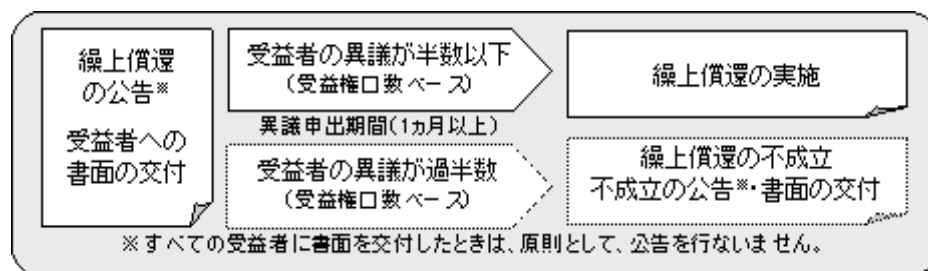 繰上償還
の公告※
受益者への
書面の交付
受益者の異議が半数以下
(受益権口数ベース)
繰上償還の実施
異議申出期間(1ヵ月以上)
受益者の異議が過半数
(受益権口数ベース)
繰上償還の不成立
不成立の公告※・書面の交付
※すべての受益者に書面を交付したときは、原則として、公告を行ないません。